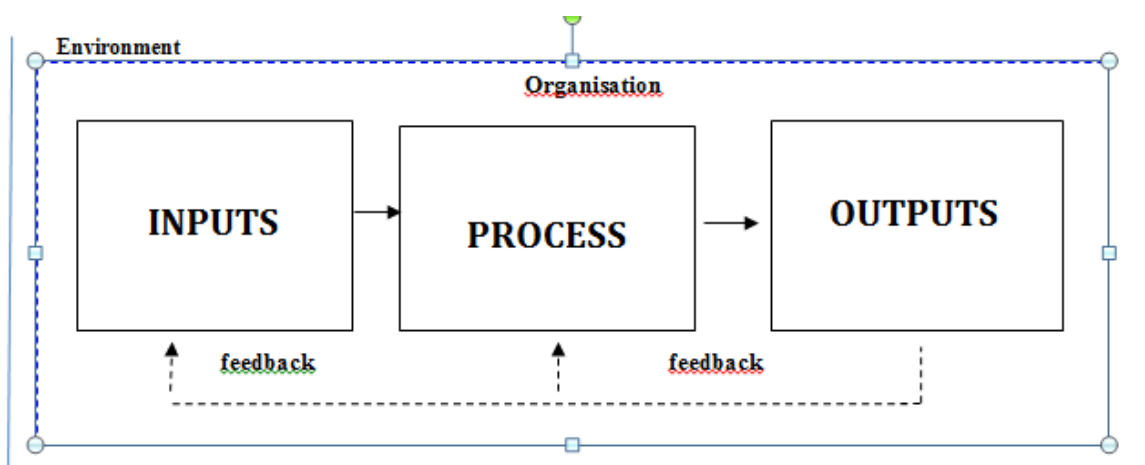 Environment
Organisation
INPUTS
PROCESS
OUTPUTS
feedback
feedback